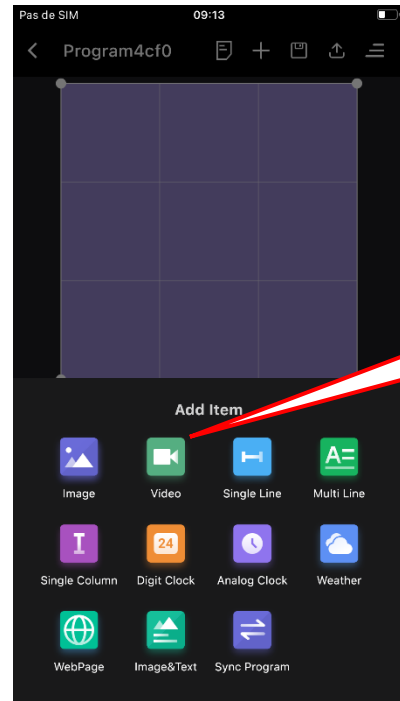 Pas de SIM 09:13
Program4cf0
Add Item
Image Video Single Line Multi Line
A=
I 24
Single Column Digit Clock Analog Clock Weather
WebPage Image&Text Sync Program